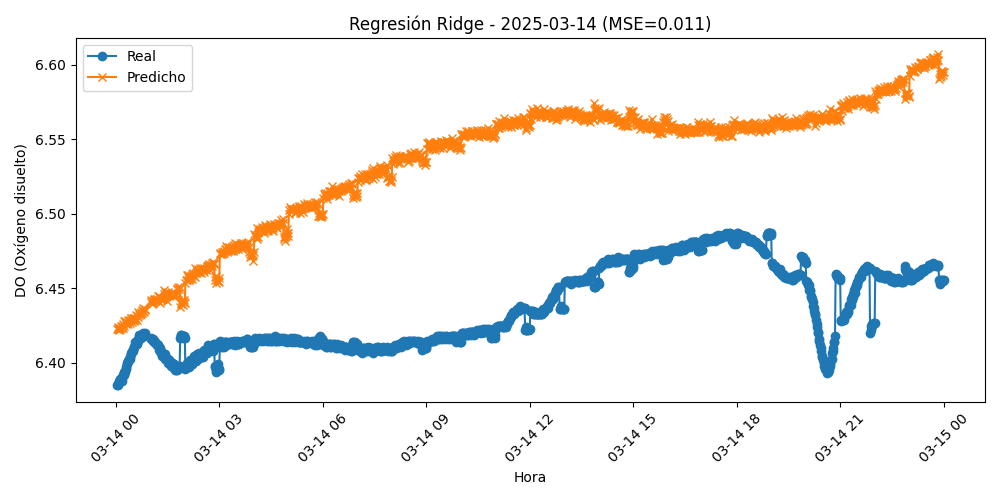 Regresión Ridge - 2025-03-14 (MSE=0.011)
Real
Predicho
DO (Oxígeno disuelto)
6.60
6.55
6.50
6.45
6.40
03-14 00
03-14 03
03-14 06
03-14 09
03-14 12
03-14 15
03-14 18
03-14 21
03-15 00
Hora